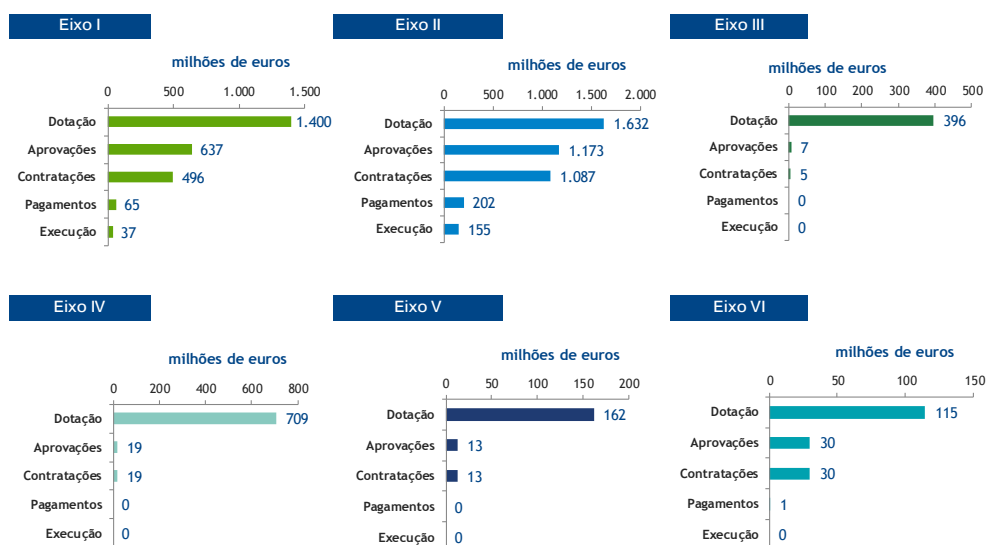 Eixo I
milhões de euros
0 500 1.000 1.500
Dotação 1.400
Aprovações 637
Contratações 496
Pagamentos 65
Execução 37
Eixo II
milhões de euros
0 500 1.000 1.500 2.000
Dotação 1.632
Aprovações 1.173
Contratações 1.087
Pagamentos 202
Execução 155
Eixo III
milhões de euros
0 100 200 300 400 500
Dotação 396
Aprovações 7
Contratações 5
Pagamentos 0
Execução 0
Eixo IV
milhões de euros
0 200 400 600 800
Dotação 709
Aprovações 19
Contratações 19
Pagamentos 0
Execução 0
Eixo V
milhões de euros
0 50 100 150 200
Dotação 162
Aprovações 13
Contratações 13
Pagamentos 0
Execução 0
Eixo VI
milhões de euros
0 50 100 150
Dotação 115
Aprovações 30
Contratações 30
Pagamentos 1
Execução 0